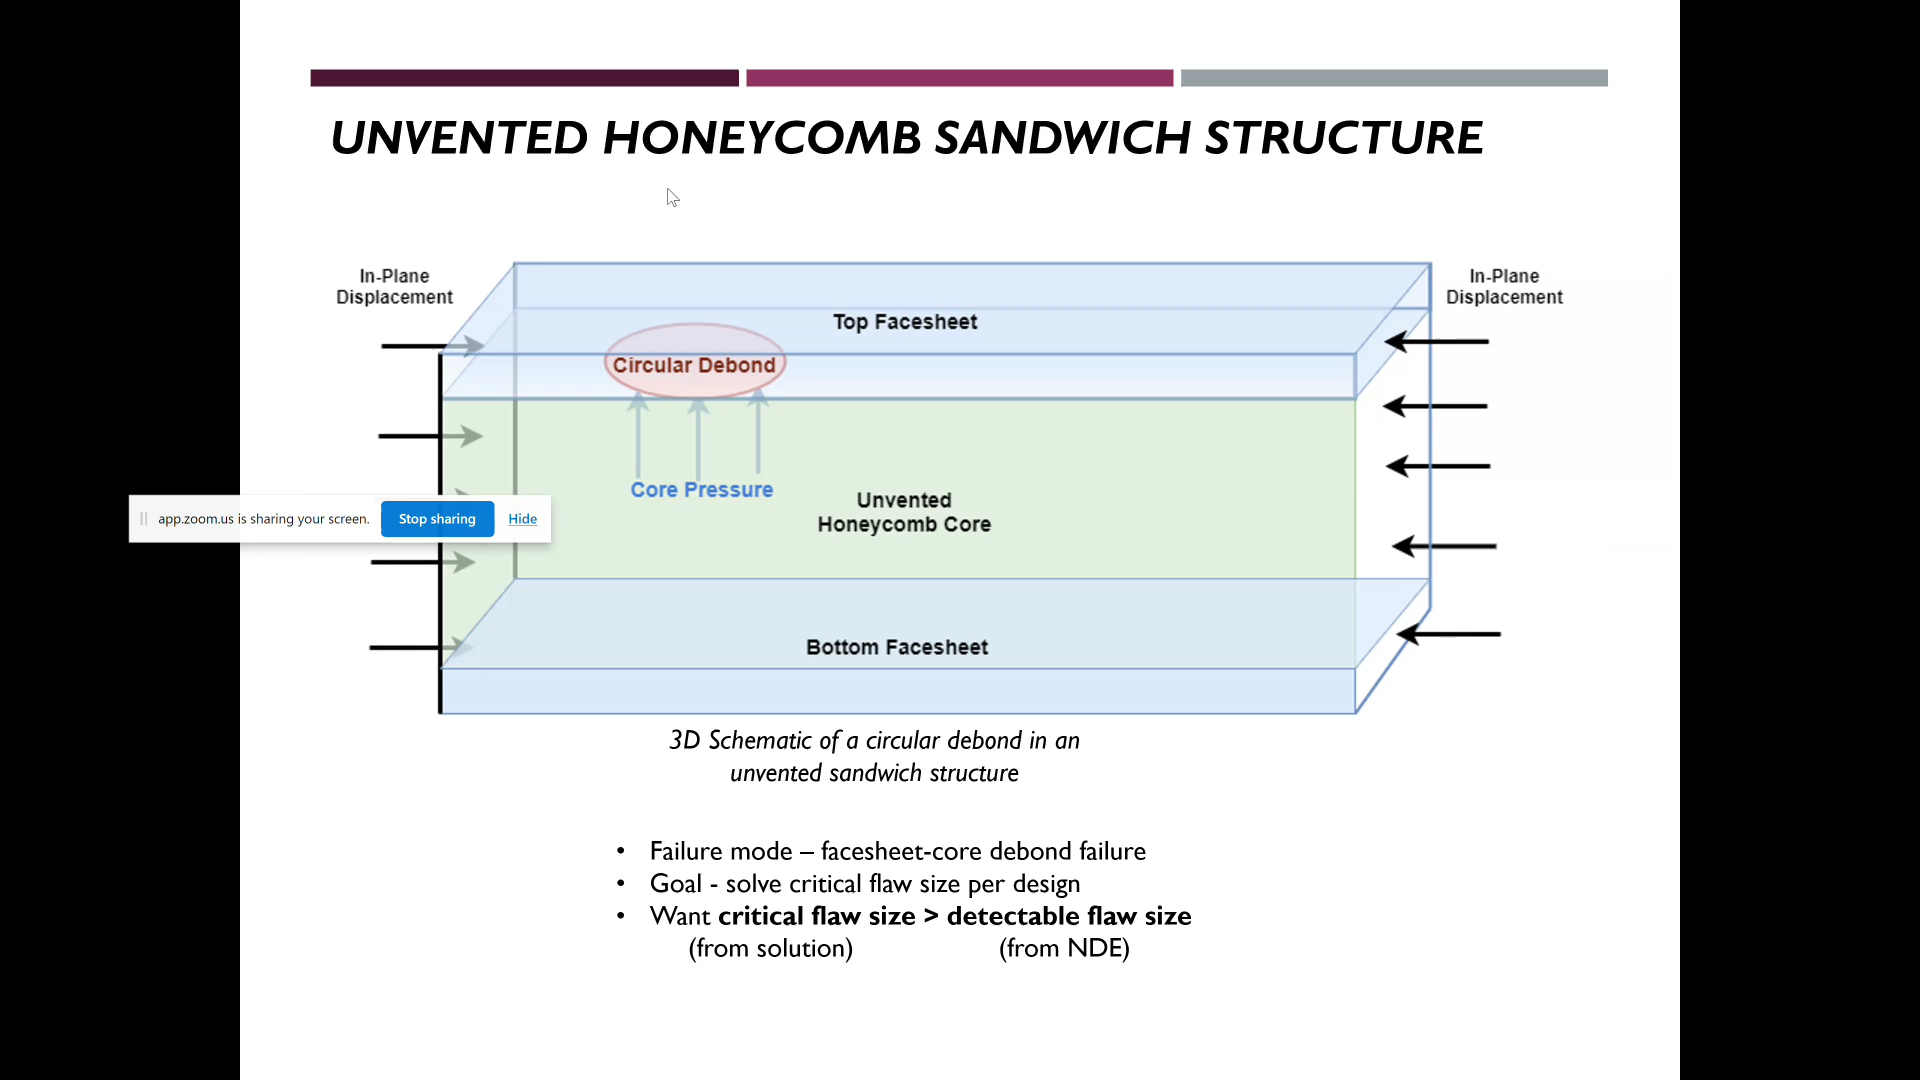 UNVENTED HONEYCOMB SANDWICH STRUCTURE
In-Plane
Displacement
In-Plane
Displacement
Top Facesheet
Circular Debond
Core Pressure
Unvented
Honeycomb Core
app.zoom.us is sharing your screen.
Stop sharing
Hide
Bottom Facesheet
3D Schematic of a circular debond in an
unvented sandwich structure
• Failure mode – facesheet-core debond failure
• Goal - solve critical flaw size per design
• Want critical flaw size > detectable flaw size
(from solution) (from NDE)